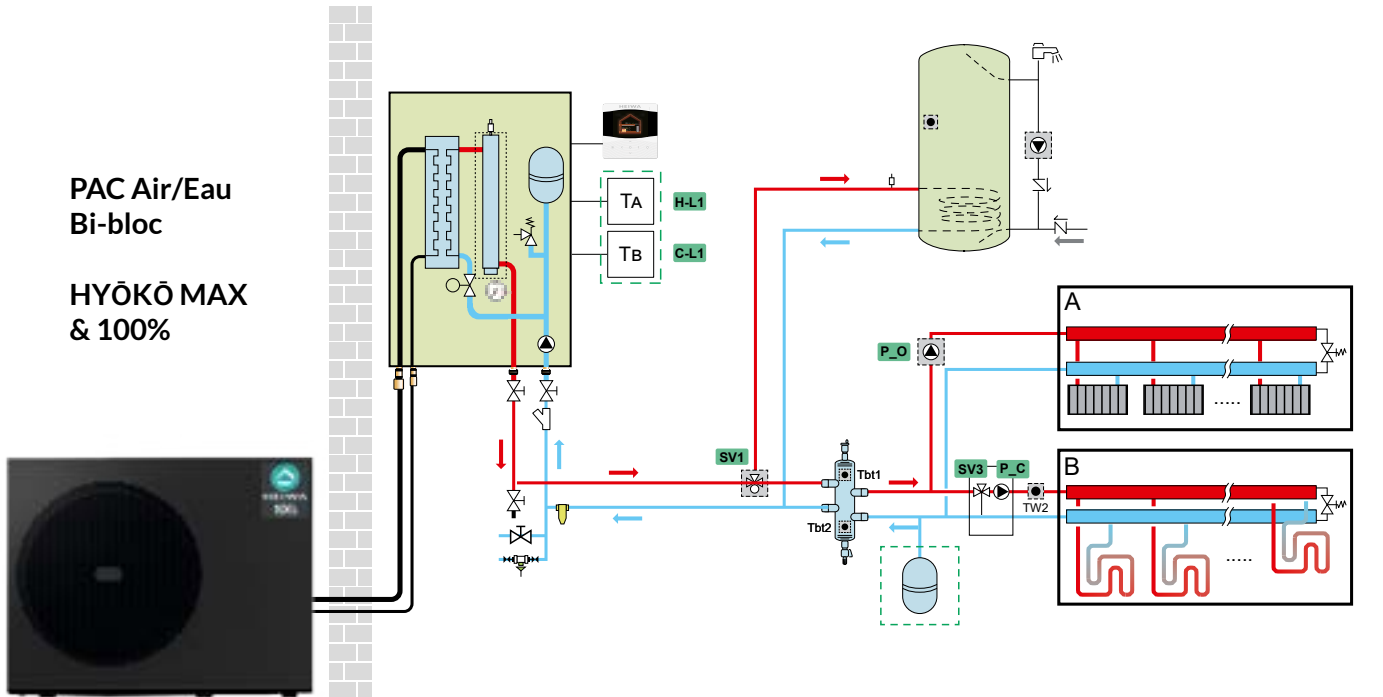 PAC Air/Eau
Bi-bloc
HYŌKŌ MAX
& 100%
HEIWA
TA
H-L1
TB
C-L1
A
P_O
SV1
Tbt1
Tbt2
SV3
P_C
TW2
B
.....
.....